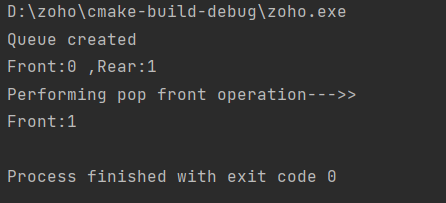 D:\zoho\cmake-build-debug\zoho.exe
Queue created
Front:0 ,Rear:1
Performing pop front operation--->>
Front:1
Process finished with exit code 0